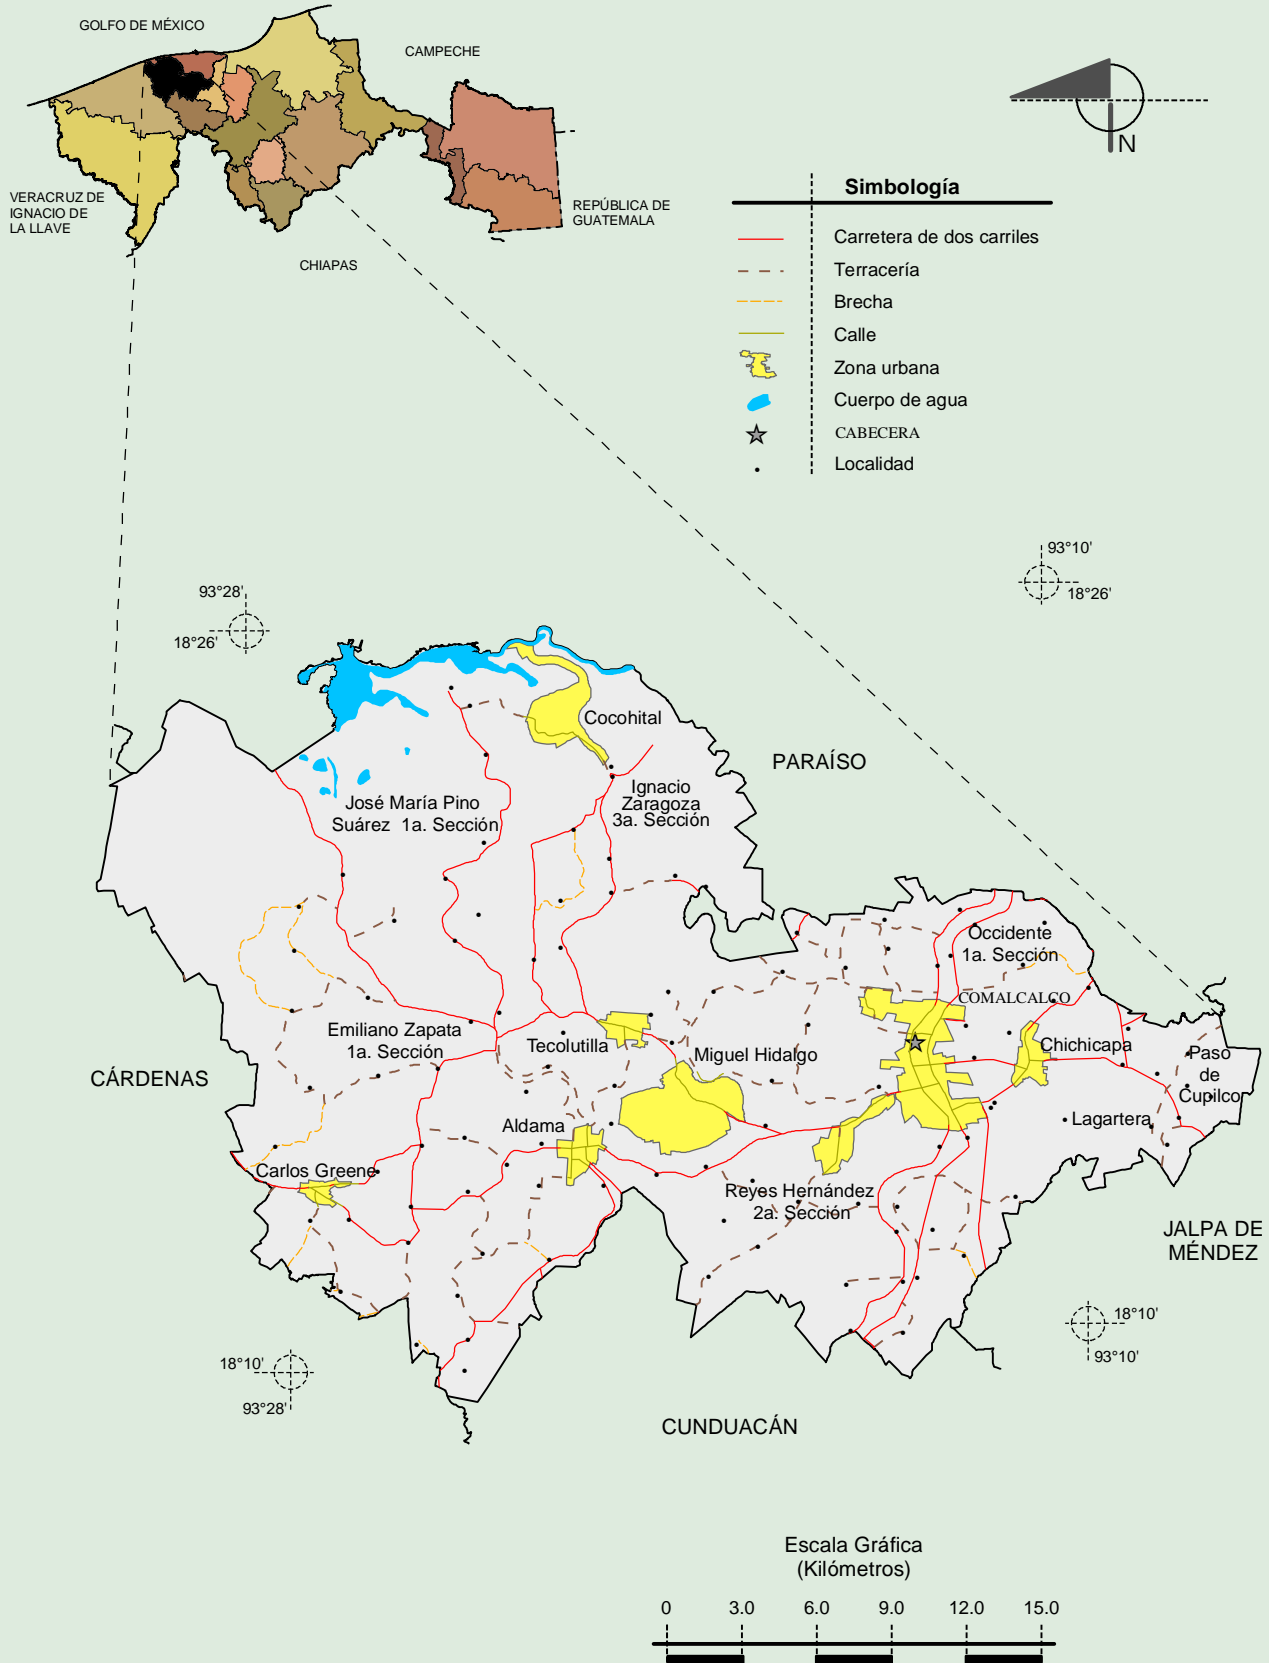 GOLFO DE MÉXICO
CAMPECHE
VERACRUZ DE
IGNACIO DE
LA LLAVE
REPÚBLICA DE
GUATEMALA
CHIAPAS
N
Simbología
Carretera de dos carriles
Terracería
Brecha
Calle
Zona urbana
Cuerpo de agua
CABECERA
Localidad
93°28'
18°26'
93°10'
18°26'
Cocohital
PARAÍSO
Ignacio
Zaragoza
3a. Sección
José María Pino
Suárez 1a. Sección
Occidente
1a. Sección
COMALCALCO
Emiliano Zapata
1a. Sección
Tecolutilla
Miguel Hidalgo
Chichicapa
Paso
de
Cupilco
CÁRDENAS
Aldama
Lagartera
Carlos Greene
Reyes Hernández
2a. Sección
JALPA DE
MÉNDEZ
18°10'
93°10'
18°10'
93°28'
CUNDUACÁN
Escala Gráfica
(Kilómetros)
0 3.0 6.0 9.0 12.0 15.0